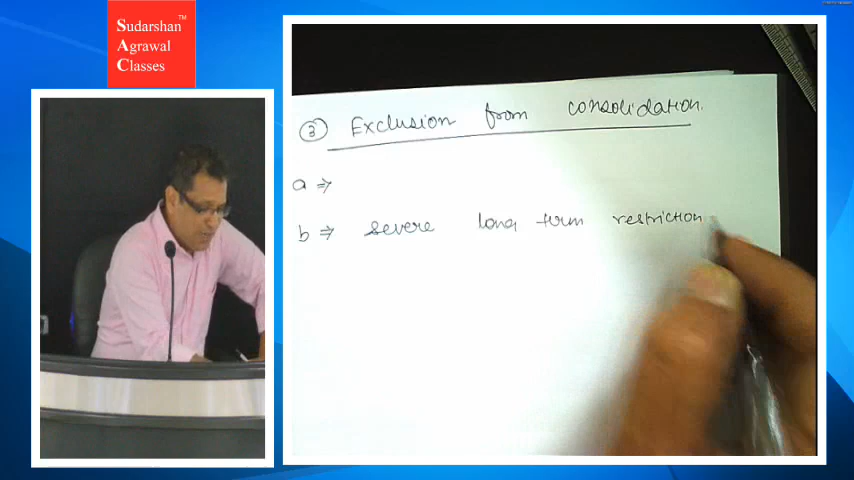 Sudarshan™
Agrawal
Classes
③ Exclusion from consolidation.
a ⇒
b ⇒ severe long term restriction